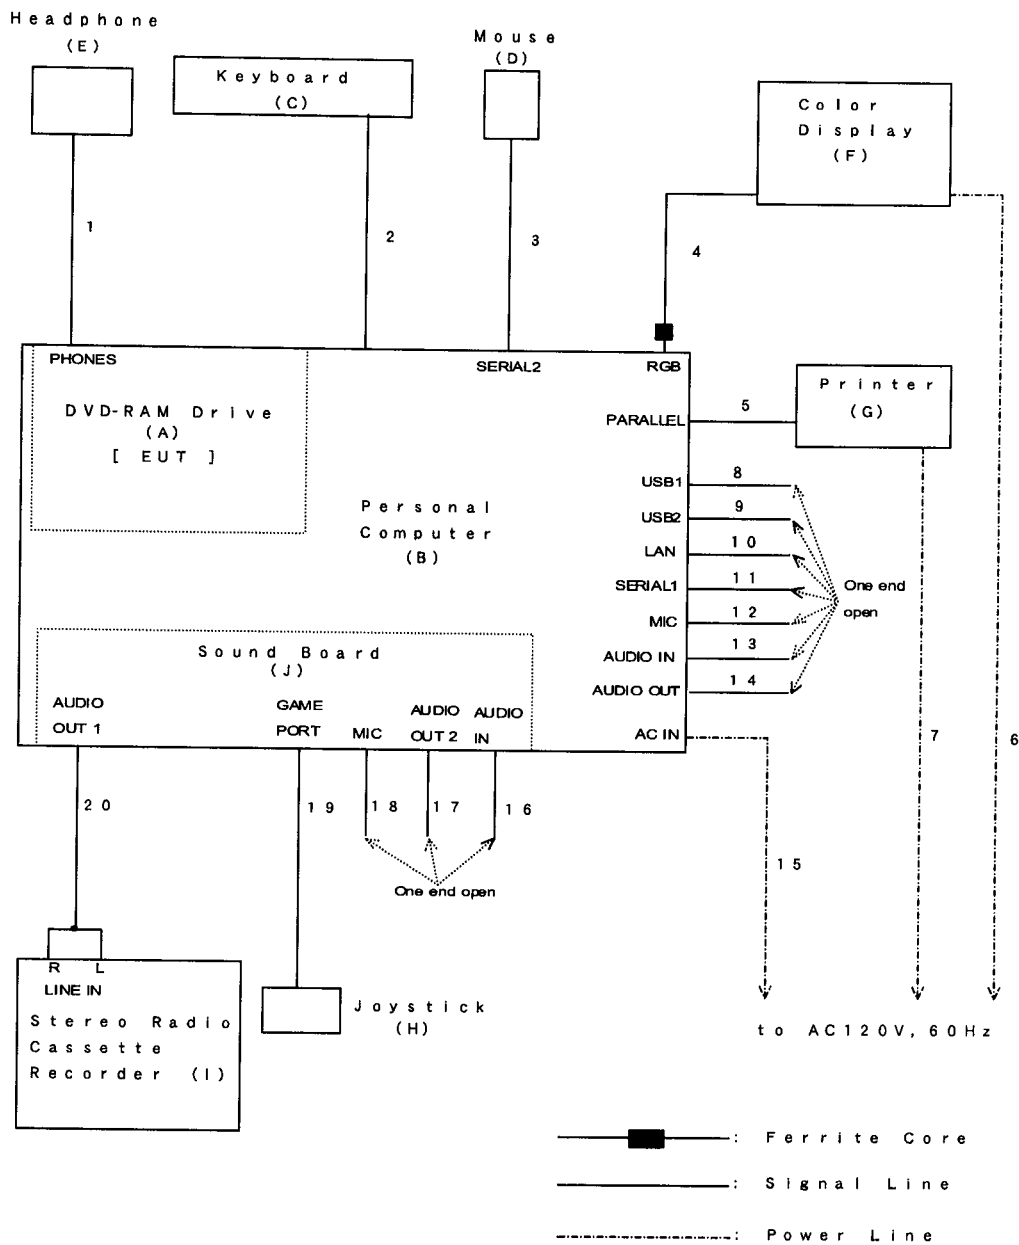 Headphone
(E)
Keyboard
(C)
Mouse
(D)
Color
Display
(F)
1
2
3
4
PHONES
SERIAL2
RGB
DVD-RAM Drive
(A)
[ EUT ]
PARALLEL
5
Printer
(G)
Personal
Computer
(B)
USB1
8
USB2
9
LAN
10
SERIAL1
11
MIC
12
AUDIO IN
13
AUDIO OUT
14
One end
open
Sound Board
(J)
AUDIO
OUT 1
GAME
PORT
MIC
AUDIO
OUT 2
AUDIO
IN
AC IN
7
6
20
19
18
17
16
15
One end open
R L
LINE IN
Stereo Radio
Cassette
Recorder (I)
Joystick
(H)
to AC120V, 60Hz
: Ferrite Core
: Signal Line
: Power Line